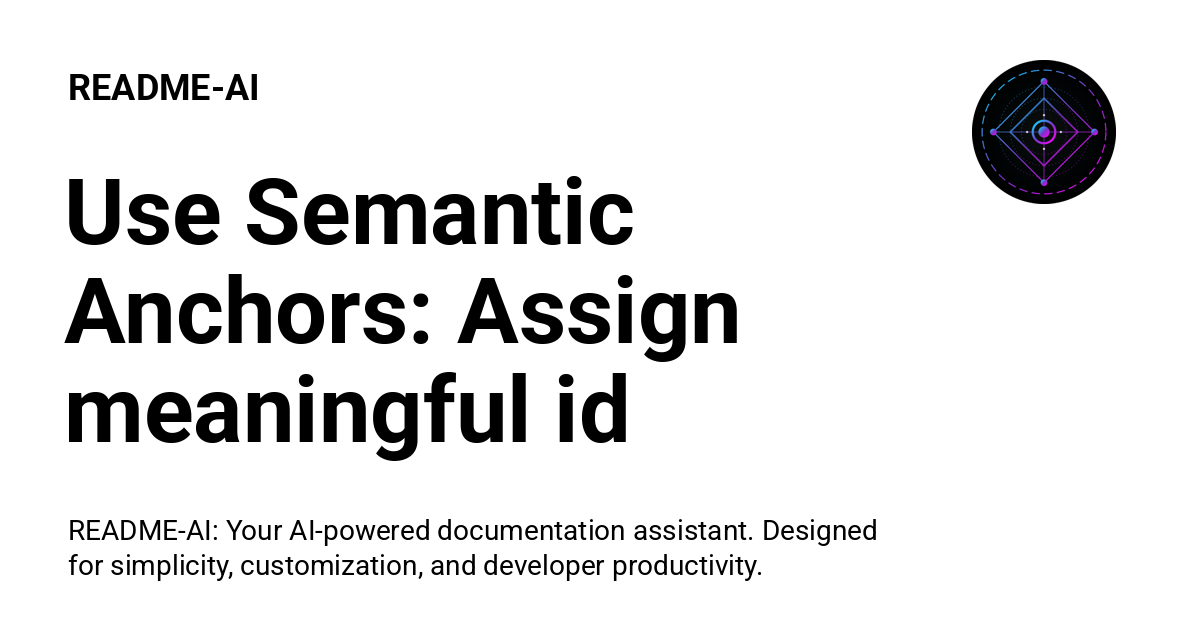 README-AI
Use Semantic
Anchors: Assign
meaningful id
README-AI: Your AI-powered documentation assistant. Designed
for simplicity, customization, and developer productivity.